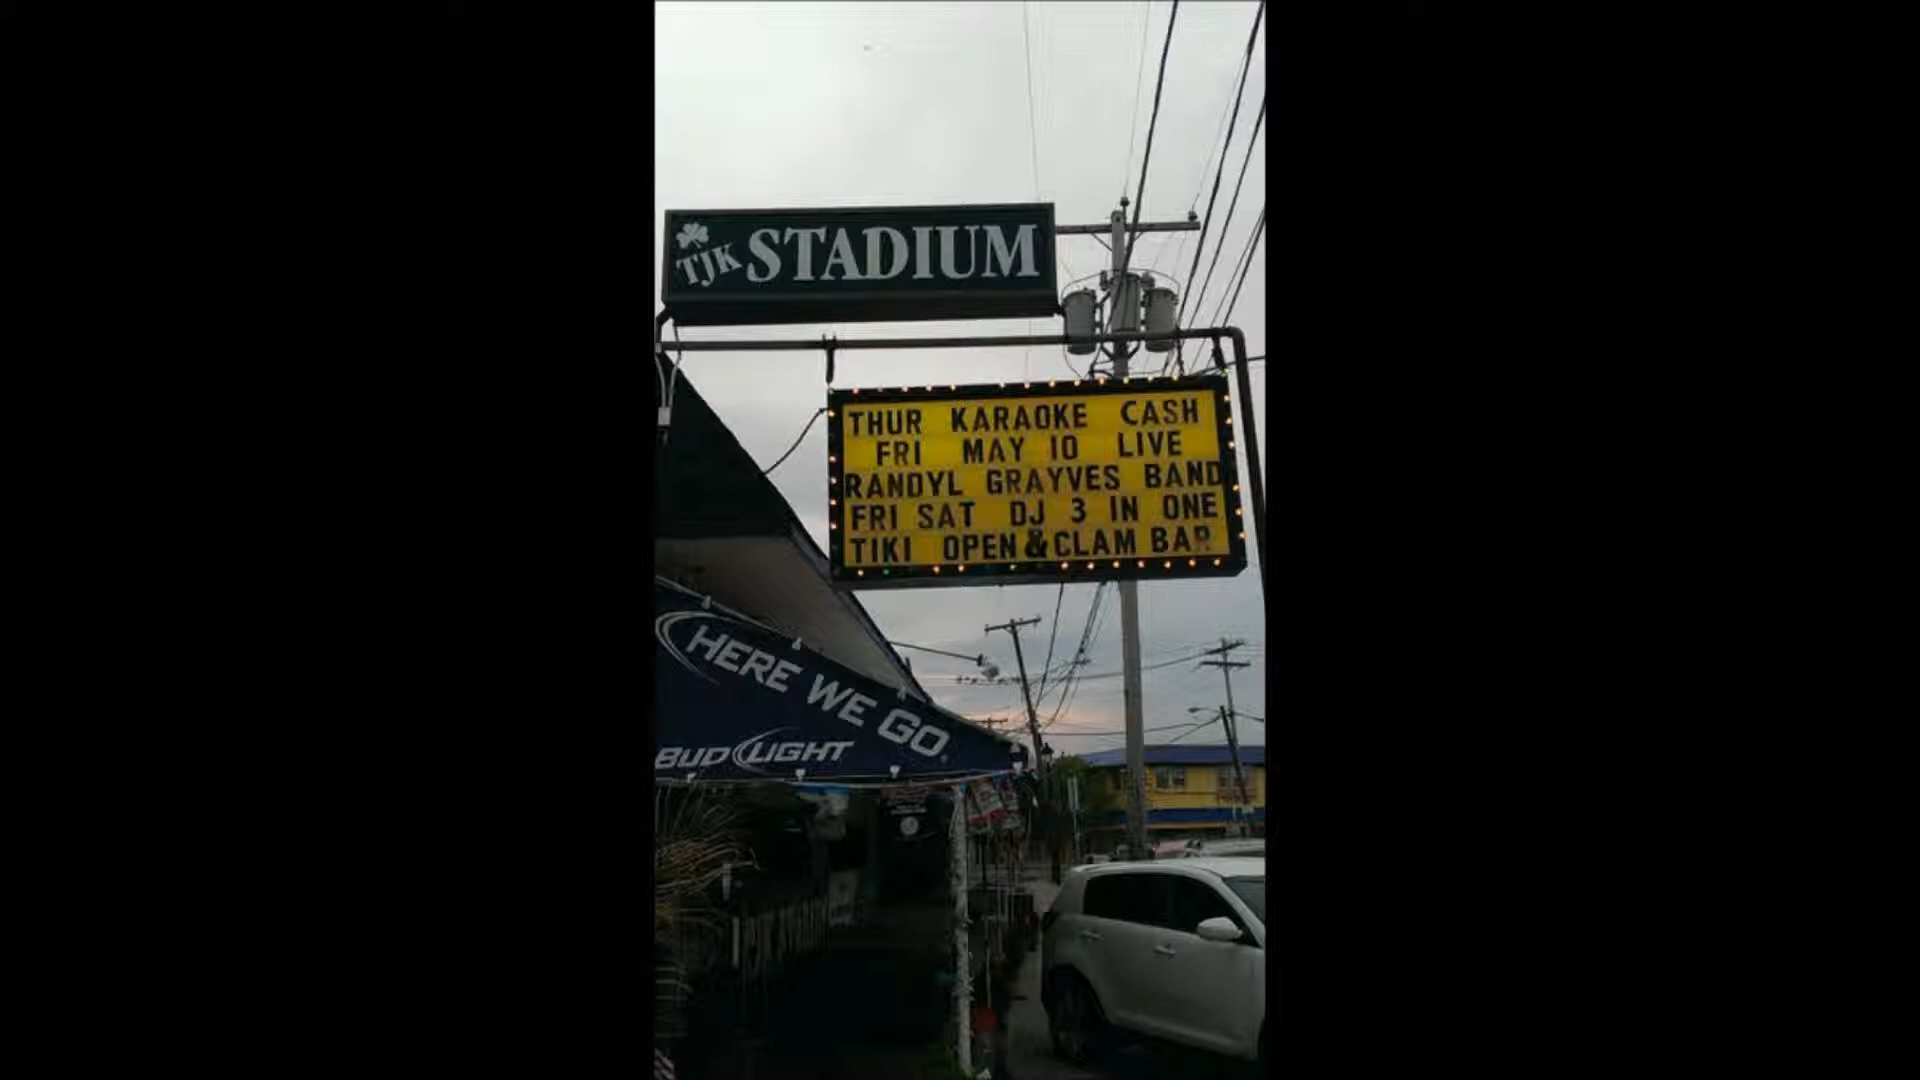 TJK STADIUM
THUR KARAOKE CASH
FRI MAY 10 LIVE
RANDYL GRAYVES BAND
FRI SAT DJ 3 IN ONE
TIKI OPEN & CLAM BAR
HERE WE GO.
BUD LIGHT